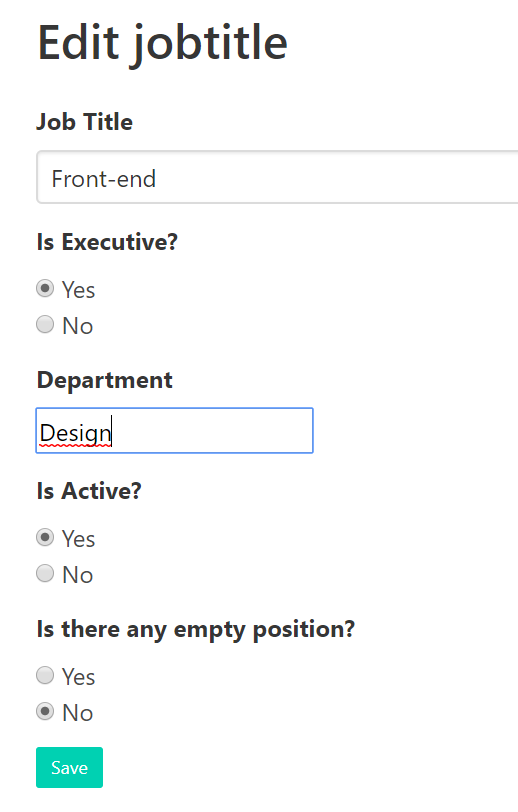 Edit jobtitle
Job Title
Front-end
Is Executive?
Yes
No
Department
Design
Is Active?
Yes
No
Is there any empty position?
Yes
No
Save